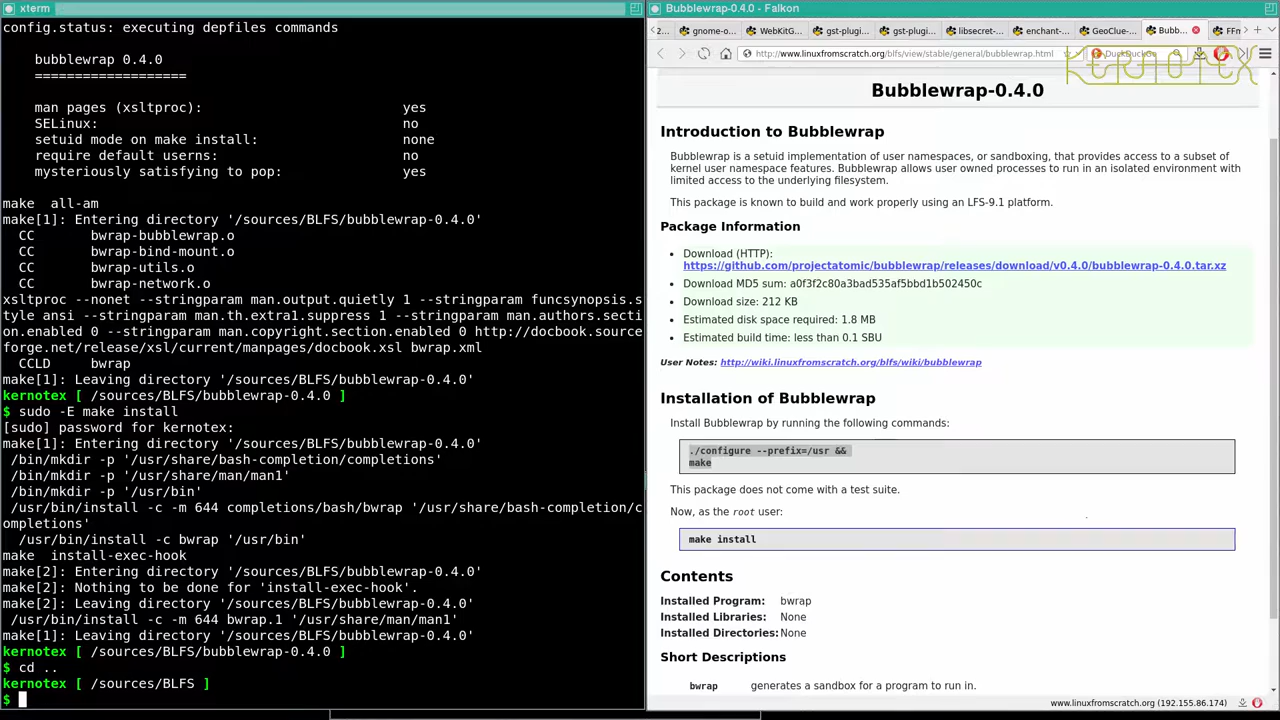 xterm
config.status: executing depfiles commands
bubblewrap 0.4.0
===================
man pages (xsltproc): yes
SELinux: no
setuid mode on make install: none
require default userns: no
mysteriously satisfying to pop: yes
make  all-am
make[1]: Entering directory '/sources/BLFS/bubblewrap-0.4.0'
CC bwrap-bubblewrap.o
CC bwrap-bind-mount.o
CC bwrap-utils.o
CC bwrap-network.o
xsltproc --nonet --stringparam man.output.quietly 1 --stringparam funcsynopsis.s
tyle ansi --stringparam man.th.extra1.suppress 1 --stringparam man.authors.secti
on.enabled 0 --stringparam man.copyright.section.enabled 0 http://docbook.source
forge.net/release/xsl/current/manpages/docbook.xsl bwrap.xml
CCLD bwrap
make[1]: Leaving directory '/sources/BLFS/bubblewrap-0.4.0'
kernotex [ /sources/BLFS/bubblewrap-0.4.0 ]
$ sudo -E make install
[sudo] password for kernotex:
make[1]: Entering directory '/sources/BLFS/bubblewrap-0.4.0'
/bin/mkdir -p '/usr/share/bash-completion/completions'
/bin/mkdir -p '/usr/share/man/man1'
/bin/mkdir -p '/usr/bin'
/usr/bin/install -c -m 644 completions/bash/bwrap '/usr/share/bash-completion/c
ompletions'
/usr/bin/install -c bwrap '/usr/bin'
make  install-exec-hook
make[2]: Entering directory '/sources/BLFS/bubblewrap-0.4.0'
make[2]: Nothing to be done for 'install-exec-hook'.
make[2]: Leaving directory '/sources/BLFS/bubblewrap-0.4.0'
/usr/bin/install -c -m 644 bwrap.1 '/usr/share/man/man1'
make[1]: Leaving directory '/sources/BLFS/bubblewrap-0.4.0'
kernotex [ /sources/BLFS/bubblewrap-0.4.0 ]
$ cd ..
kernotex [ /sources/BLFS ]
$
Bubblewrap-0.4.0 - Falkon
2... gnome-o... WebKitG... gst-plugi... gst-plugi... libsecret-... enchant-... GeoClue-... Bubb... FFn
http://www.linuxfromscratch.org/blfs/view/stable/general/bubblewrap.html DuckDuckGo
KERNOTEX
Bubblewrap-0.4.0
Introduction to Bubblewrap
Bubblewrap is a setuid implementation of user namespaces, or sandboxing, that provides access to a subset of
kernel user namespace features. Bubblewrap allows user owned processes to run in an isolated environment with
limited access to the underlying filesystem.
This package is known to build and work properly using an LFS-9.1 platform.
Package Information
• Download (HTTP):
https://github.com/projectatomic/bubblewrap/releases/download/v0.4.0/bubblewrap-0.4.0.tar.xz
• Download MD5 sum: a0f3f2c80a3bad535af5bbd1b502450c
• Download size: 212 KB
• Estimated disk space required: 1.8 MB
• Estimated build time: less than 0.1 SBU
User Notes: http://wiki.linuxfromscratch.org/blfs/wiki/bubblewrap
Installation of Bubblewrap
Install Bubblewrap by running the following commands:
./configure --prefix=/usr &&
make
This package does not come with a test suite.
Now, as the root user:
make install
Contents
Installed Program: bwrap
Installed Libraries: None
Installed Directories: None
Short Descriptions
bwrap generates a sandbox for a program to run in.
www.linuxfromscratch.org (192.155.86.174)